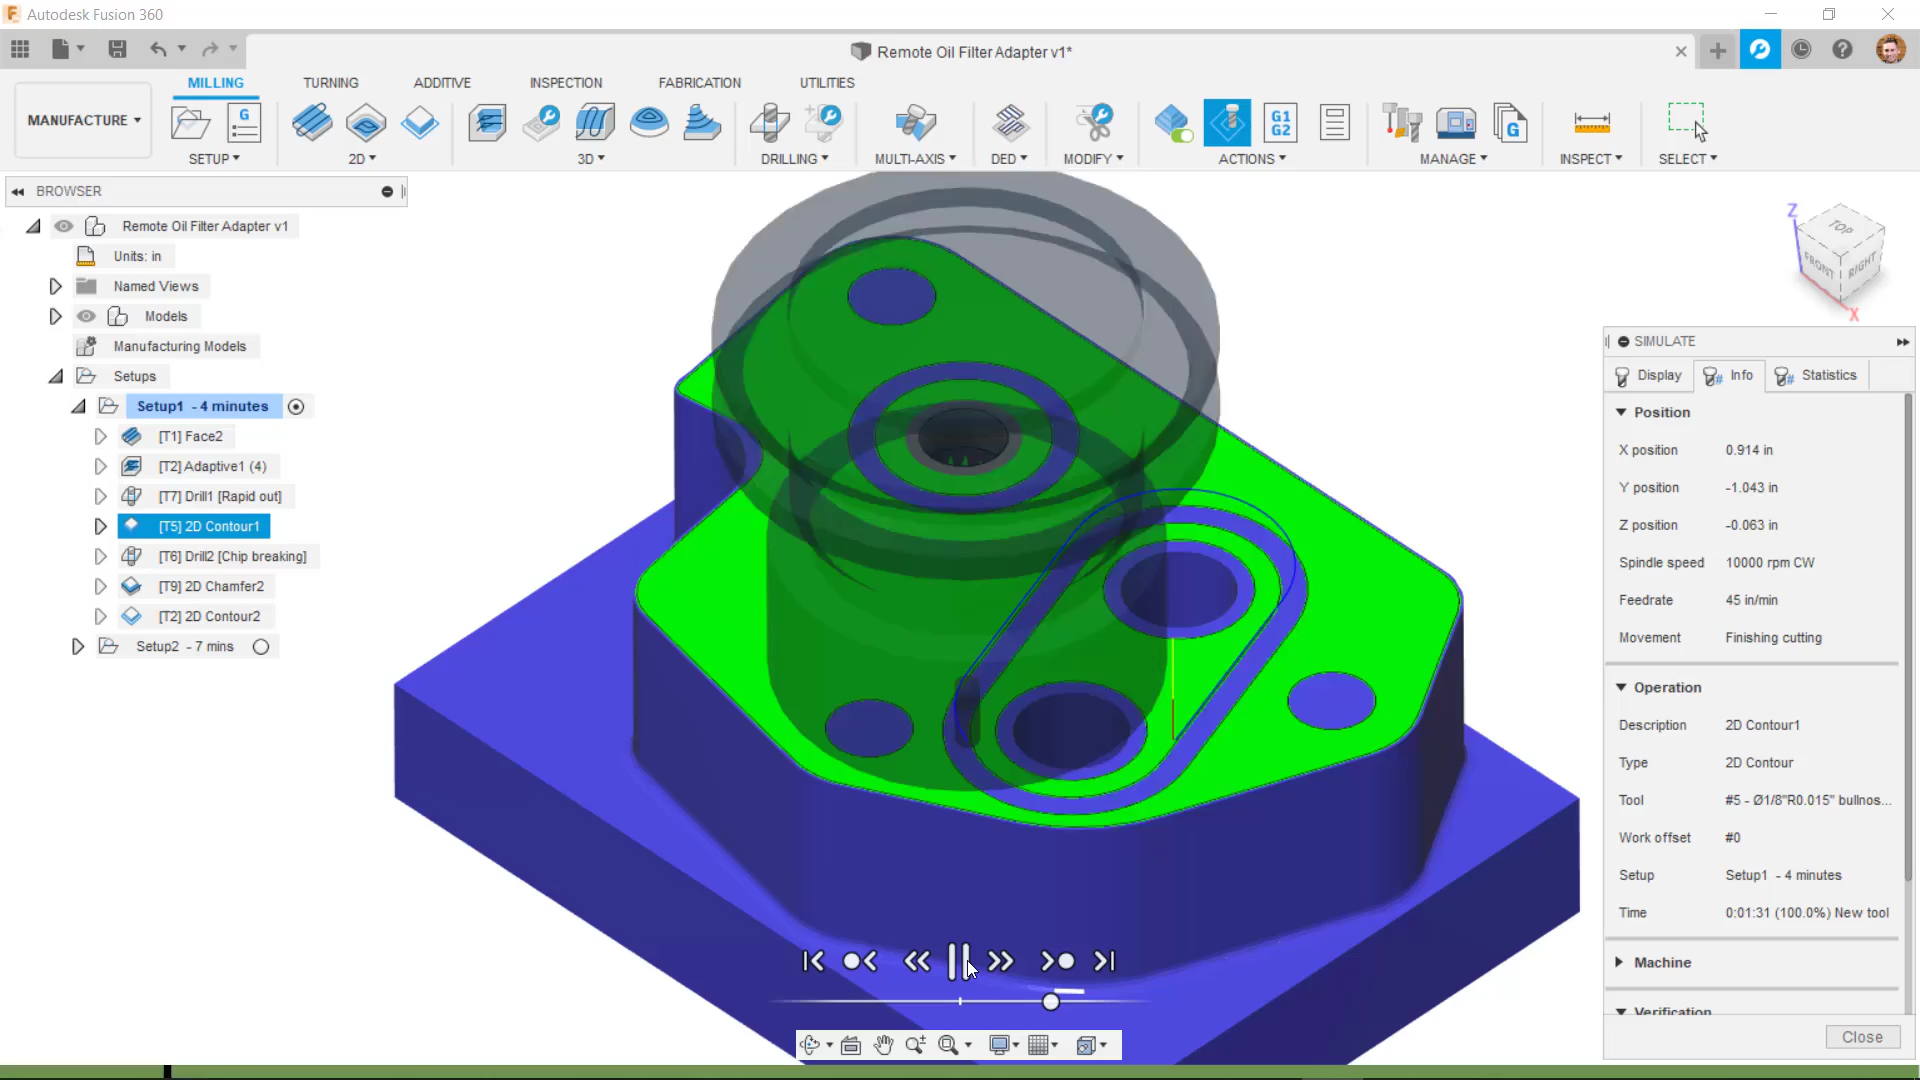 Autodesk Fusion 360
Remote Oil Filter Adapter v1*
MILLING TURNING ADDITIVE INSPECTION FABRICATION UTILITIES
MANUFACTURE
G
G1
G2
G
SETUP 2D 3D DRILLING MULTI-AXIS DED MODIFY ACTIONS MANAGE INSPECT SELECT
BROWSER
Remote Oil Filter Adapter v1
Units: in
Named Views
Models
Manufacturing Models
Setups
Setup1 - 4 minutes
[T1] Face2
[T2] Adaptive1 (4)
[T7] Drill1 [Rapid out]
[T5] 2D Contour1
[T6] Drill2 [Chip breaking]
[T9] 2D Chamfer2
[T2] 2D Contour2
Setup2 - 7 mins
Z
TOP
FRONT
RIGHT
X
SIMULATE
Display Info Statistics
Position
X position 0.914 in
Y position -1.043 in
Z position -0.063 in
Spindle speed 10000 rpm CW
Feedrate 45 in/min
Movement Finishing cutting
Operation
Description 2D Contour1
Type 2D Contour
Tool #5 - Ø1/8"R0.015" bullnos...
Work offset #0
Setup Setup1 - 4 minutes
Time 0:01:31 (100.0%) New tool
Machine
Verification
Close